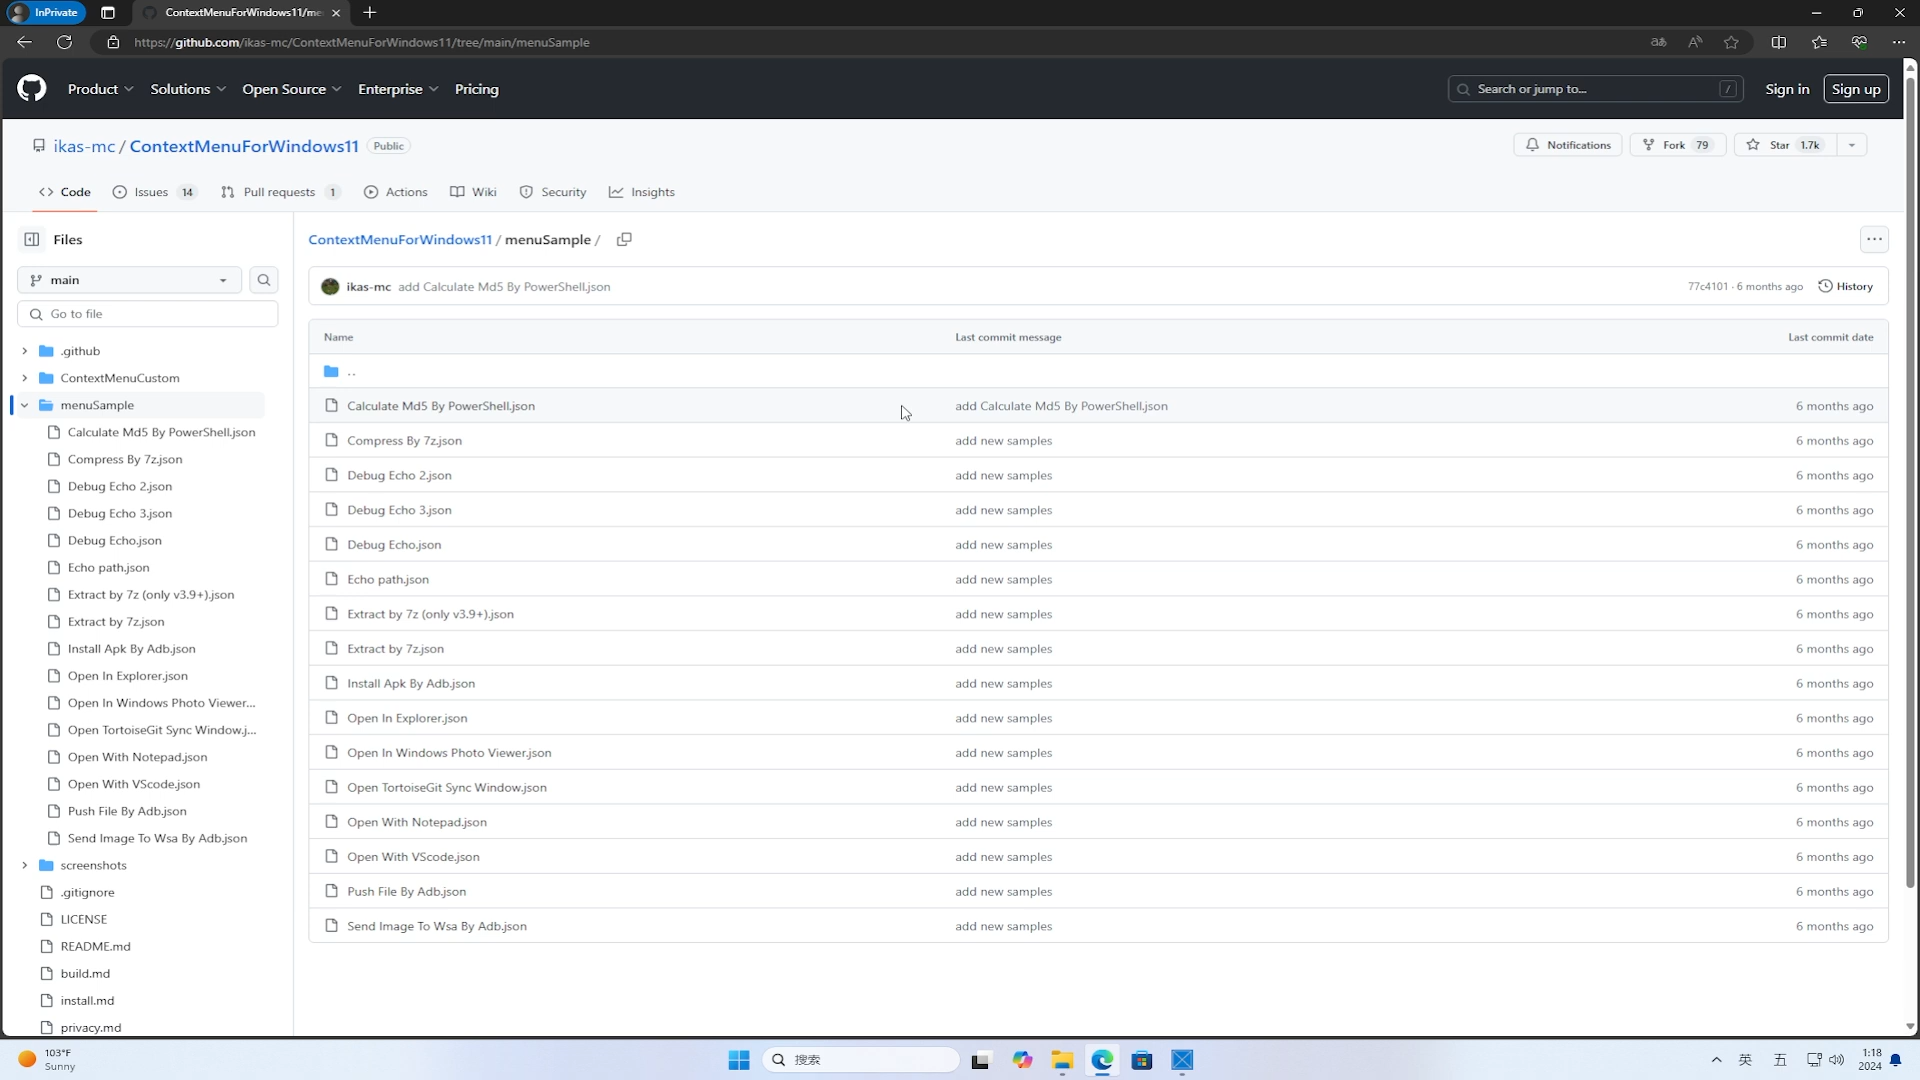 InPrivate
ContextMenuForWindows11/me
https://github.com/ikas-mc/ContextMenuForWindows11/tree/main/menuSample
Product Solutions Open Source Enterprise Pricing
Search or jump to... /
Sign in Sign up
ikas-mc / ContextMenuForWindows11 Public
Notifications Fork 79 Star 1.7k
Code Issues 14 Pull requests 1 Actions Wiki Security Insights
Files
main
Go to file
.github
ContextMenuCustom
menuSample
Calculate Md5 By PowerShell.json
Compress By 7z.json
Debug Echo 2.json
Debug Echo 3.json
Debug Echo.json
Echo path.json
Extract by 7z (only v3.9+).json
Extract by 7z.json
Install Apk By Adb.json
Open In Explorer.json
Open In Windows Photo Viewer...
Open TortoiseGit Sync Window.j...
Open With Notepad.json
Open With VScode.json
Push File By Adb.json
Send Image To Wsa By Adb.json
screenshots
.gitignore
LICENSE
README.md
build.md
install.md
privacy.md
ContextMenuForWindows11 / menuSample /
ikas-mc add Calculate Md5 By PowerShell.json 77c4101 · 6 months ago History
Name Last commit message Last commit date
..
Calculate Md5 By PowerShell.json add Calculate Md5 By PowerShell.json 6 months ago
Compress By 7z.json add new samples 6 months ago
Debug Echo 2.json add new samples 6 months ago
Debug Echo 3.json add new samples 6 months ago
Debug Echo.json add new samples 6 months ago
Echo path.json add new samples 6 months ago
Extract by 7z (only v3.9+).json add new samples 6 months ago
Extract by 7z.json add new samples 6 months ago
Install Apk By Adb.json add new samples 6 months ago
Open In Explorer.json add new samples 6 months ago
Open In Windows Photo Viewer.json add new samples 6 months ago
Open TortoiseGit Sync Window.json add new samples 6 months ago
Open With Notepad.json add new samples 6 months ago
Open With VScode.json add new samples 6 months ago
Push File By Adb.json add new samples 6 months ago
Send Image To Wsa By Adb.json add new samples 6 months ago
103°F
Sunny
搜索
英 五
1:18
2024